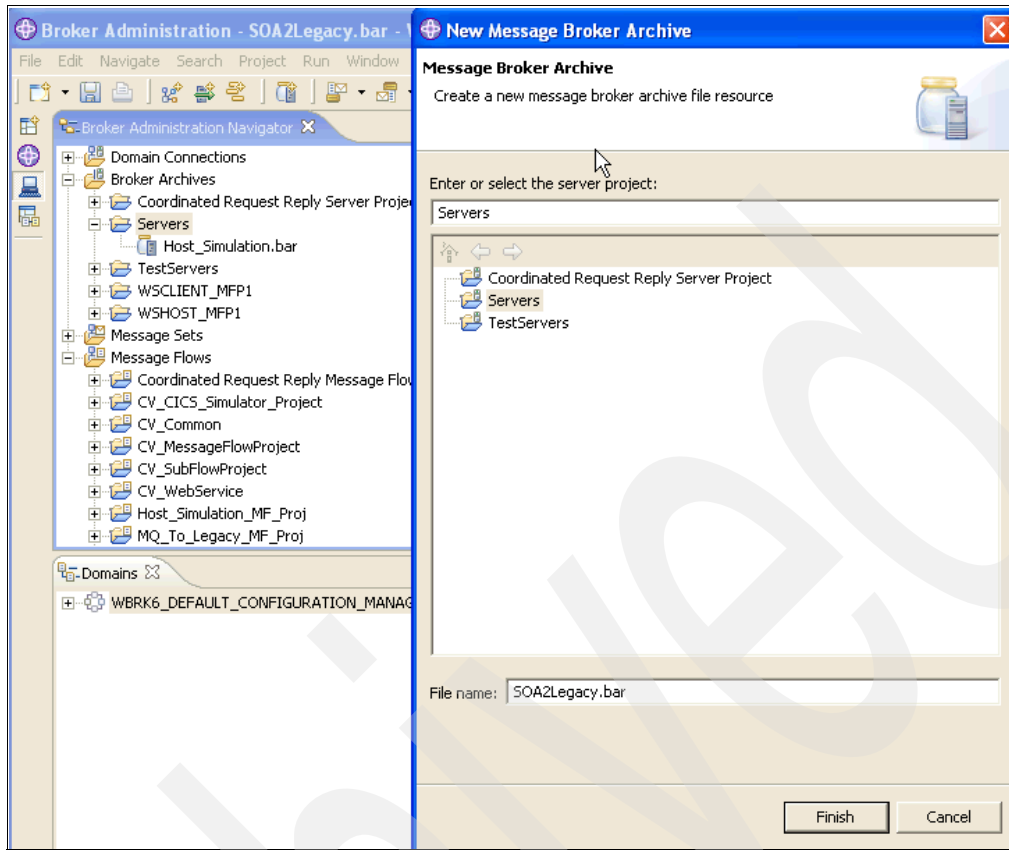 Broker Administration - SOA2Legacy.bar -
File Edit Navigate Search Project Run Window
Broker Administration Navigator
Domain Connections
Broker Archives
Coordinated Request Reply Server Proje
Servers
Host_Simulation.bar
TestServers
WSCLIENT_MFP1
WSHOST_MFP1
Message Sets
Message Flows
Coordinated Request Reply Message Flo
CV_CICS_Simulator_Project
CV_Common
CV_MessageFlowProject
CV_SubFlowProject
CV_WebService
Host_Simulation_MF_Proj
MQ_To_Legacy_MF_Proj
Domains
WBRK6_DEFAULT_CONFIGURATION_MANAG
New Message Broker Archive
Message Broker Archive
Create a new message broker archive file resource
Enter or select the server project:
Servers
Coordinated Request Reply Server Project
Servers
TestServers
File name: SOA2Legacy.bar
Finish Cancel